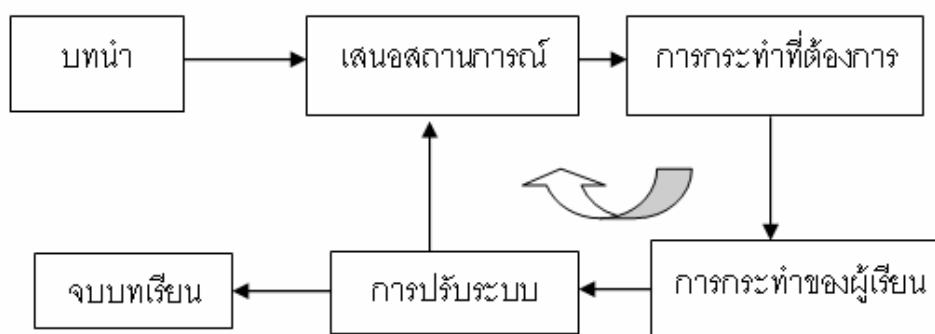 บทนำ
เสนอสถานการณ์
การกระทำที่ต้องการ
การกระทำของผู้เรียน
การปรับระบบ
จบบทเรียน